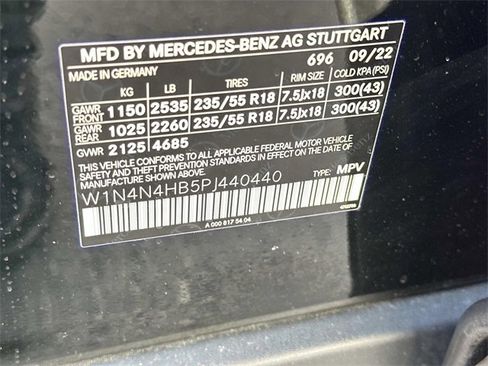 MFD BY MERCEDES-BENZ AG STUTTGART
MADE IN GERMANY 696 09/22
KG LB TIRES RIM SIZE COLD KPA (PSI)
GAWR FRONT 1150 2535 235/55 R18 7.5Jx18 300(43)
GAWR REAR 1025 2260 235/55 R18 7.5Jx18 300(43)
GVWR 2125 4685
THIS VEHICLE CONFORMS TO ALL APPLICABLE FEDERAL MOTOR VEHICLE
SAFETY STANDARDS IN EFFECT ON THE DATE OF MANUFACTURE SHOWN ABOVE.
W1N4N4HB5PJ440440 TYPE: MPV
A 000 817 54 04